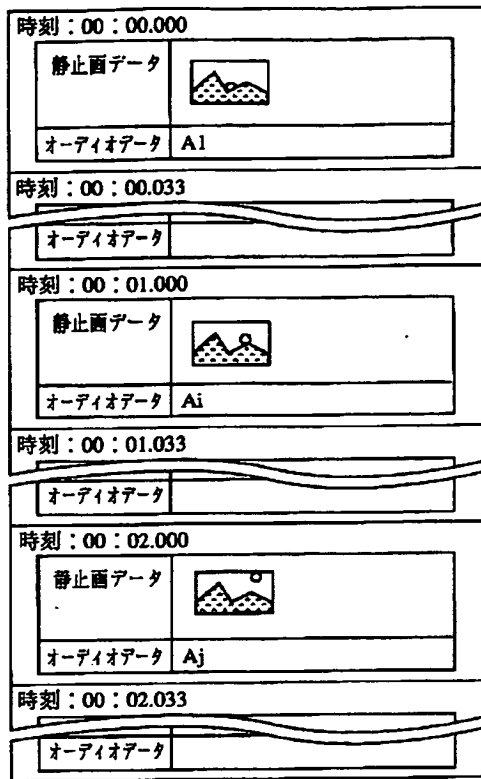 時刻：00：00.000
静止画データ
オーディオデータ A1
時刻：00：00.033
オーディオデータ
時刻：00：01.000
静止画データ
オーディオデータ Ai
時刻：00：01.033
オーディオデータ
時刻：00：02.000
静止画データ
オーディオデータ Aj
時刻：00：02.033
オーディオデータ